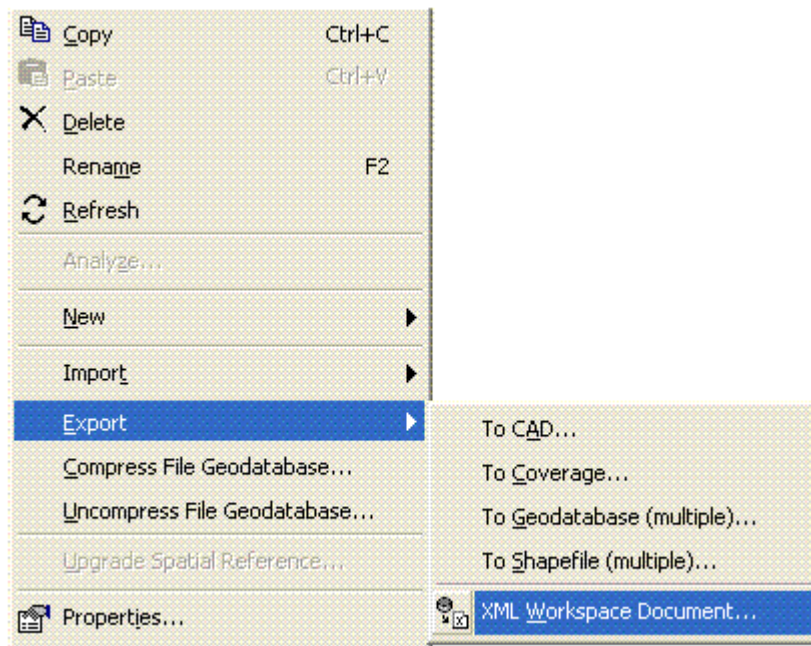 Copy Ctrl+C
Paste Ctrl+V
Delete
Rename F2
Refresh
Analyze...
New
Import
Export
Compress File Geodatabase...
Uncompress File Geodatabase...
Upgrade Spatial Reference...
Properties...
To CAD...
To Coverage...
To Geodatabase (multiple)...
To Shapefile (multiple)...
XML Workspace Document...